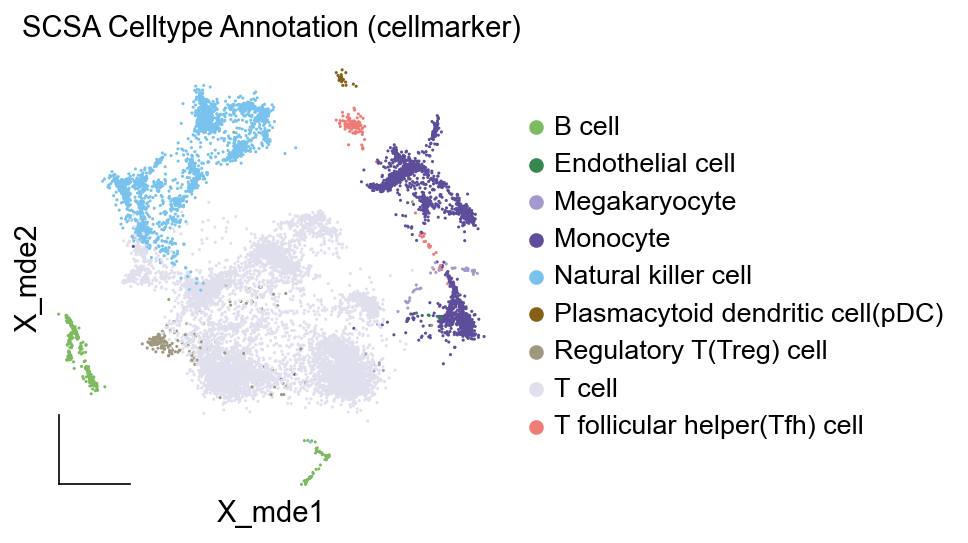 SCSA Celltype Annotation (cellmarker)
B cell
Endothelial cell
Megakaryocyte
Monocyte
Natural killer cell
Plasmacytoid dendritic cell(pDC)
Regulatory T(Treg) cell
T cell
T follicular helper(Tfh) cell
X_mde2
X_mde1